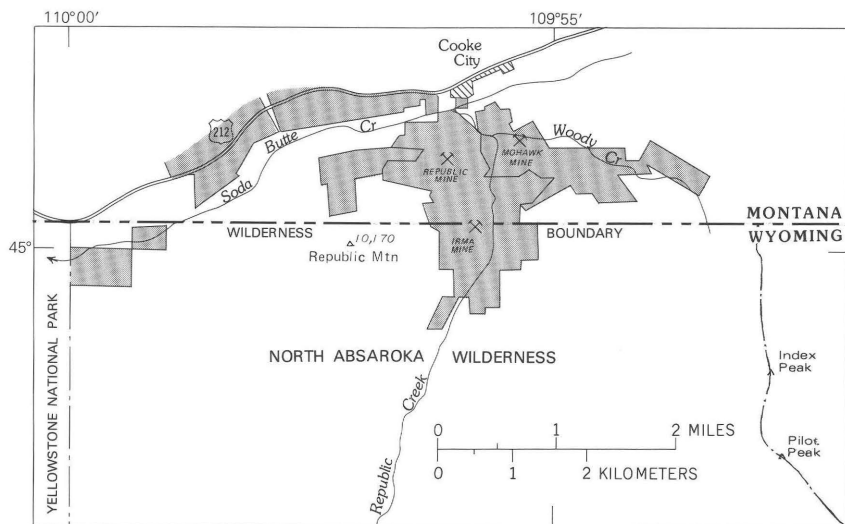 110°00′
109°55′
Cooke
City
212
Soda Butte Cr
Woody Cr
MOHAWK
MINE
REPUBLIC
MINE
MONTANA
WYOMING
WILDERNESS BOUNDARY
45°
10,170
Republic Mtn
IRMA
MINE
YELLOWSTONE NATIONAL PARK
NORTH ABSAROKA WILDERNESS
Republic Creek
Index
Peak
Pilot
Peak
0 1 2 MILES
0 1 2 KILOMETERS